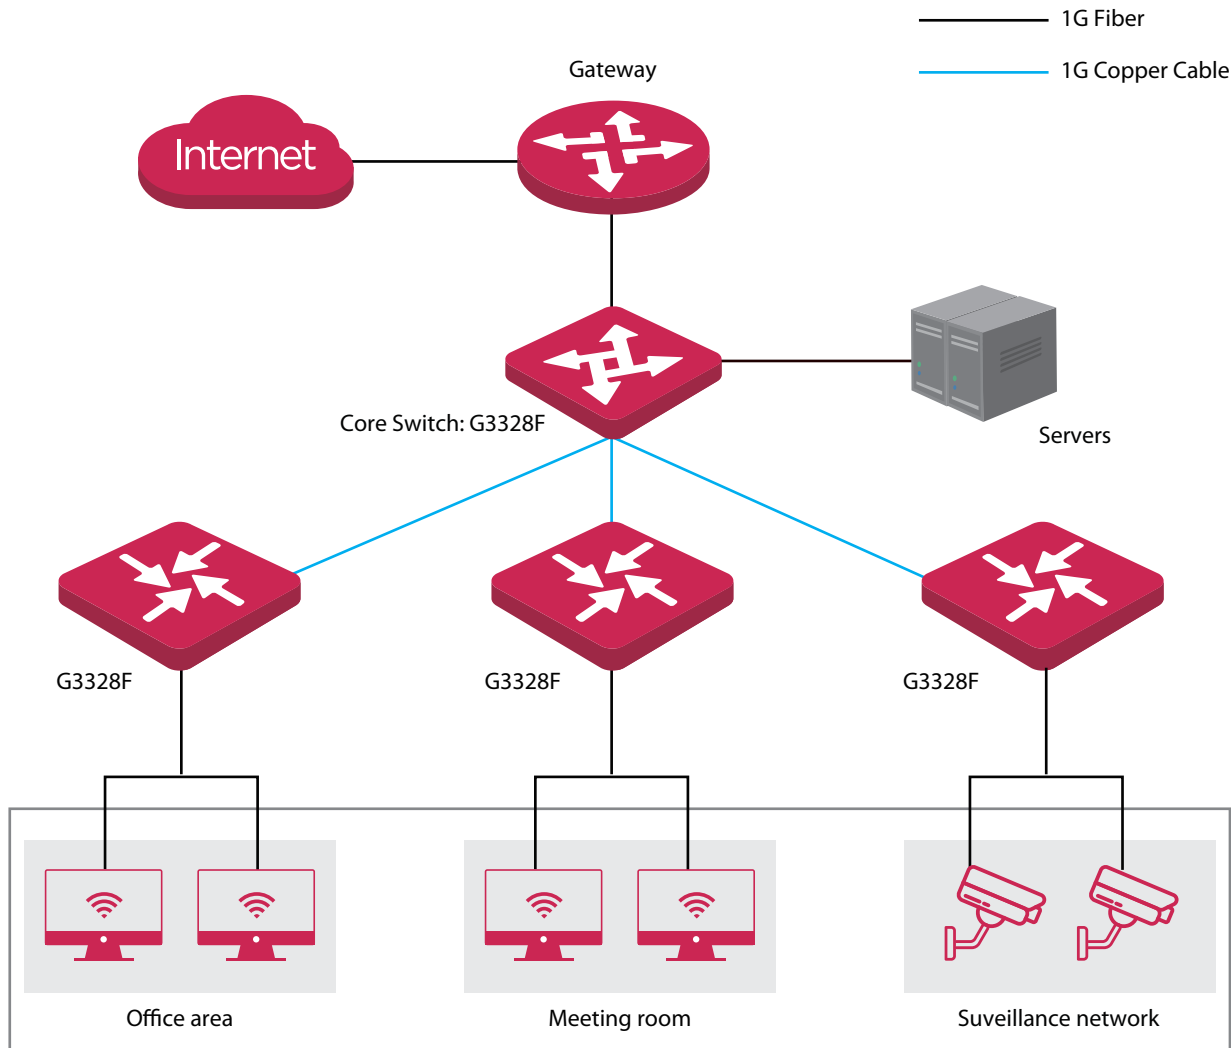 1G Fiber
1G Copper Cable
Gateway
Internet
Core Switch: G3328F
Servers
G3328F
G3328F
G3328F
Office area
Meeting room
Suveillance network